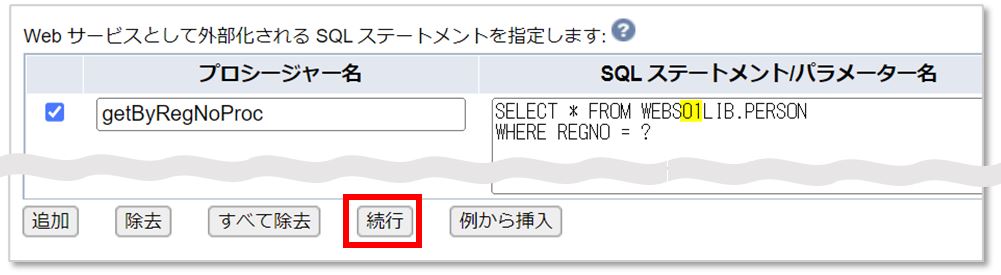 Web サービスとして外部化される SQL ステートメントを指定します: ?
プロシージャー名 SQL ステートメント/パラメーター名
getByRegNoProc
SELECT * FROM WEBS01LIB.PERSON
WHERE REGNO = ?
追加 除去 すべて除去 続行 例から挿入